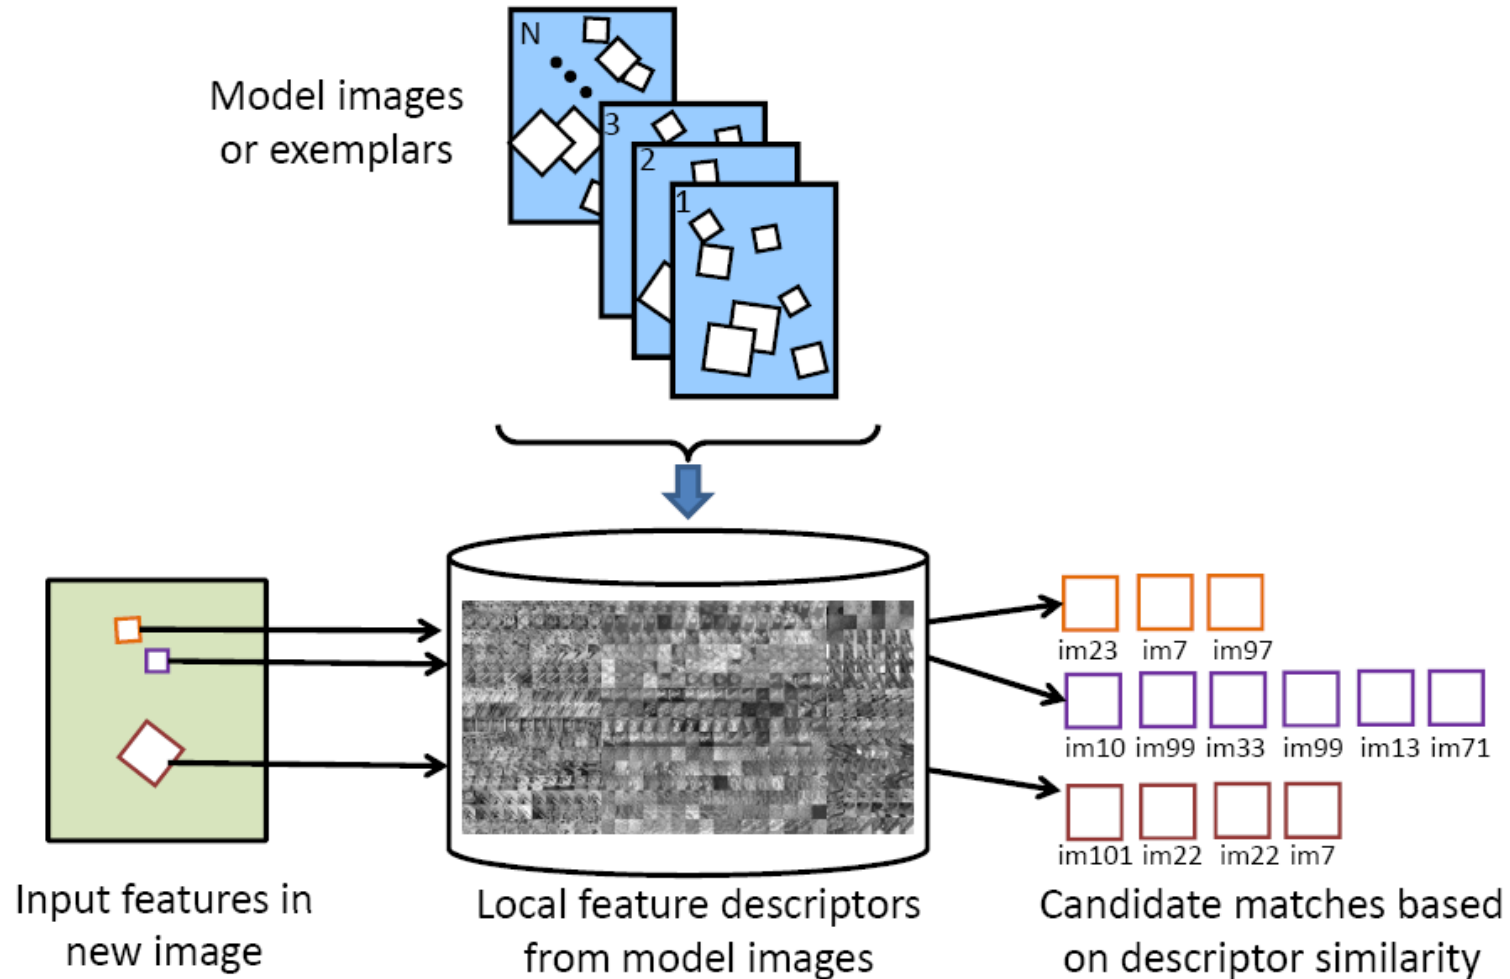 N
Model images
or exemplars
3
2
1
im23 im7 im97
im10 im99 im33 im99 im13 im71
im101 im22 im22 im7
Input features in
new image
Local feature descriptors
from model images
Candidate matches based
on descriptor similarity